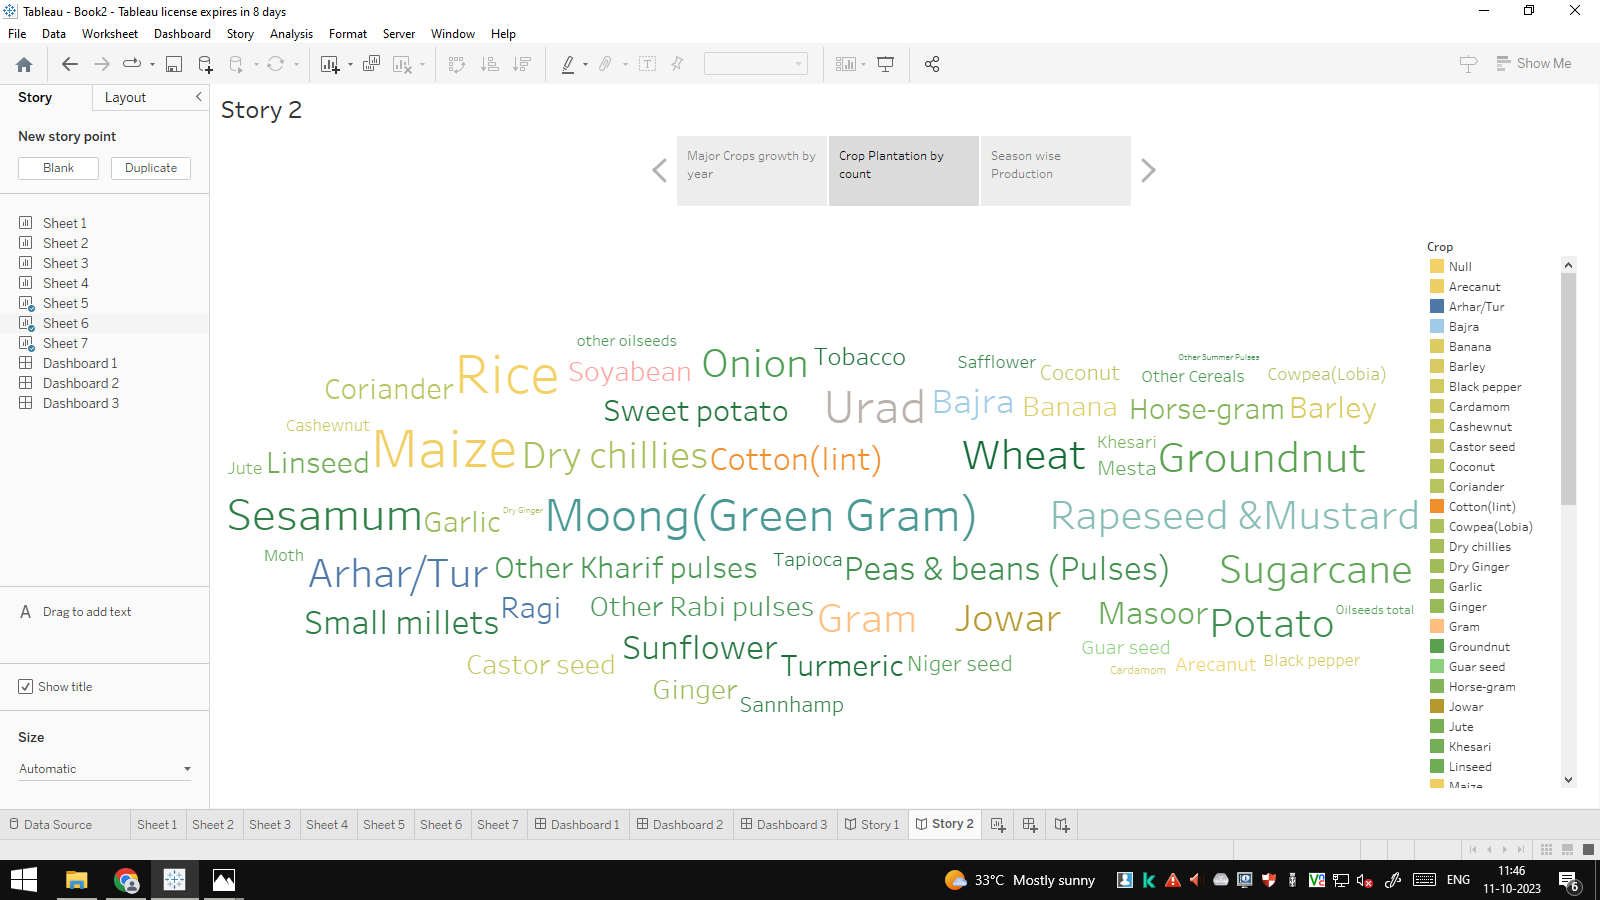 Tableau - Book2 - Tableau license expires in 8 days
File Data Worksheet Dashboard Story Analysis Format Server Window Help
Show Me
Story Layout
New story point
Blank Duplicate
Sheet 1
Sheet 2
Sheet 3
Sheet 4
Sheet 5
Sheet 6
Sheet 7
Dashboard 1
Dashboard 2
Dashboard 3
A Drag to add text
Show title
Size
Automatic
Story 2
Major Crops growth by
year
Crop Plantation by
count
Season wise
Production
other oilseeds
Rice
Soyabean
Onion
Tobacco
Safflower
Other Summer Pulses
Coconut
Other Cereals
Cowpea(Lobia)
Coriander
Sweet potato
Urad
Bajra
Banana
Horse-gram
Barley
Cashewnut
Maize
Jute
Linseed
Dry chillies
Cotton(lint)
Wheat
Khesari
Mesta
Groundnut
Sesamum
Garlic
Dry Ginger
Moong(Green Gram)
Rapeseed &Mustard
Moth
Arhar/Tur
Other Kharif pulses
Tapioca
Peas & beans (Pulses)
Sugarcane
Small millets
Ragi
Other Rabi pulses
Gram
Jowar
Masoor
Potato
Oilseeds total
Castor seed
Sunflower
Turmeric
Niger seed
Guar seed
Cardamom
Arecanut
Black pepper
Ginger
Sannhamp
Crop
Null
Arecanut
Arhar/Tur
Bajra
Banana
Barley
Black pepper
Cardamom
Cashewnut
Castor seed
Coconut
Coriander
Cotton(lint)
Cowpea(Lobia)
Dry chillies
Dry Ginger
Garlic
Ginger
Gram
Groundnut
Guar seed
Horse-gram
Jowar
Jute
Khesari
Linseed
Maize
Data Source Sheet 1 Sheet 2 Sheet 3 Sheet 4 Sheet 5 Sheet 6 Sheet 7 Dashboard 1 Dashboard 2 Dashboard 3 Story 1 Story 2
33°C Mostly sunny
ENG
11:46
11-10-2023
6